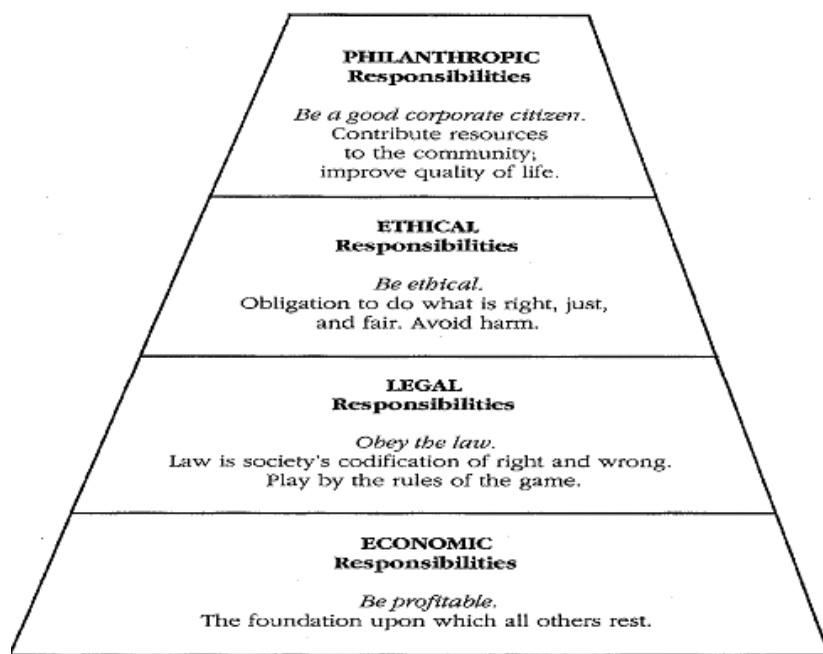 PHILANTHROPIC
Responsibilities
Be a good corporate citizen.
Contribute resources
to the community;
improve quality of life.
ETHICAL
Responsibilities
Be ethical.
Obligation to do what is right, just,
and fair. Avoid harm.
LEGAL
Responsibilities
Obey the law.
Law is society's codification of right and wrong.
Play by the rules of the game.
ECONOMIC
Responsibilities
Be profitable.
The foundation upon which all others rest.